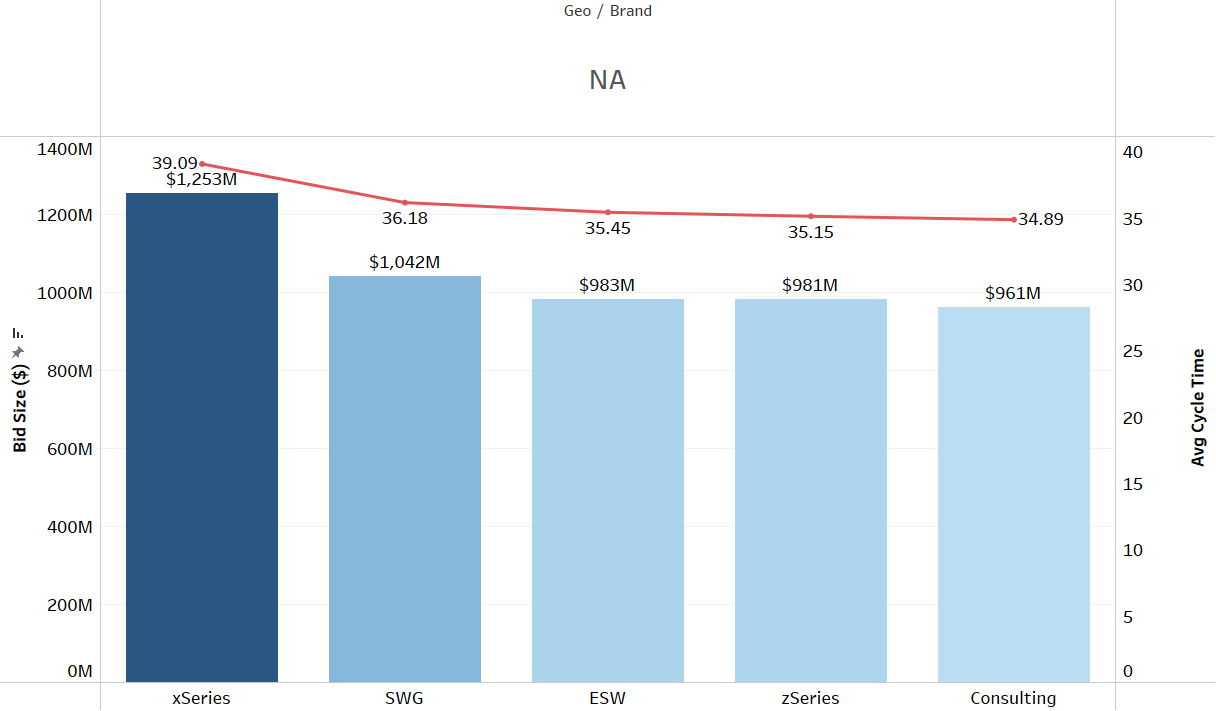 Geo / Brand
NA
1400M
1200M
1000M
800M
600M
400M
200M
0M
Bid Size ($)
39.09
$1,253M
36.18
$1,042M
35.45
$983M
35.15
$981M
34.89
$961M
40
35
30
25
20
15
10
5
0
Avg Cycle Time
xSeries
SWG
ESW
zSeries
Consulting